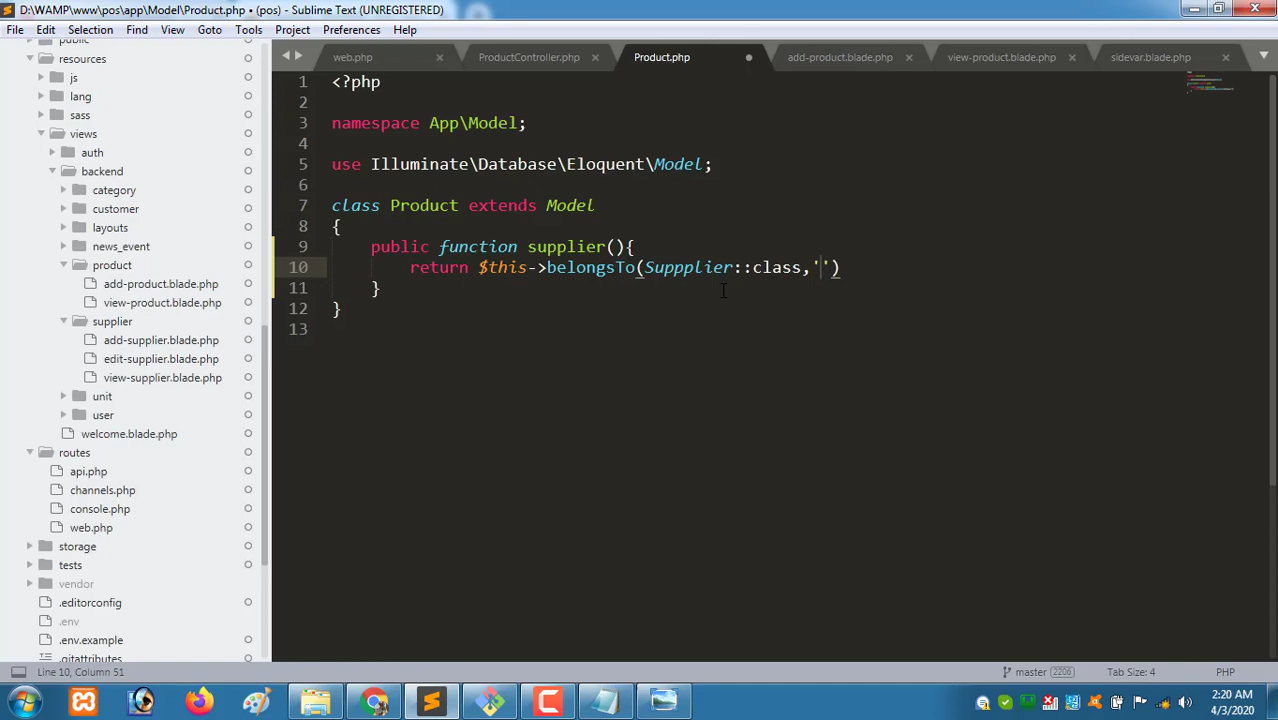 D:\WAMP\www\pos\app\Model\Product.php • (pos) - Sublime Text (UNREGISTERED)
File Edit Selection Find View Goto Tools Project Preferences Help
public
resources
js
lang
sass
views
auth
backend
category
customer
layouts
news_event
product
add-product.blade.php
view-product.blade.php
supplier
add-supplier.blade.php
edit-supplier.blade.php
view-supplier.blade.php
unit
user
welcome.blade.php
routes
api.php
channels.php
console.php
web.php
storage
tests
vendor
.editorconfig
.env
.env.example
.gitattributes
web.php ProductController.php Product.php add-product.blade.php view-product.blade.php sidevar.blade.php
1 <?php
2
3 namespace App\Model;
4
5 use Illuminate\Database\Eloquent\Model;
6
7 class Product extends Model
8 {
9 public function supplier(){
10 return $this->belongsTo(Suppplier::class,'')
11 }
12 }
13
Line 10, Column 51 master 2206 Tab Size: 4 PHP
2:20 AM
4/3/2020